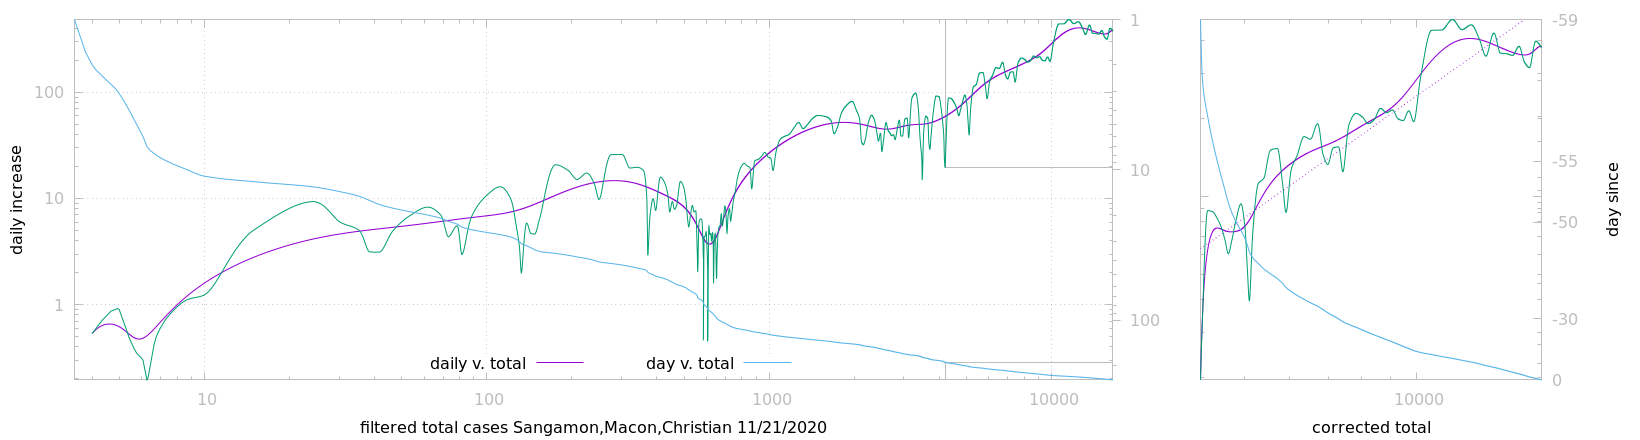 daily increase
100
10
1
1
10
100
daily v. total
day v. total
10
100
1000
10000
filtered total cases Sangamon,Macon,Christian 11/21/2020
-59
-55
-50
-30
0
day since
10000
corrected total